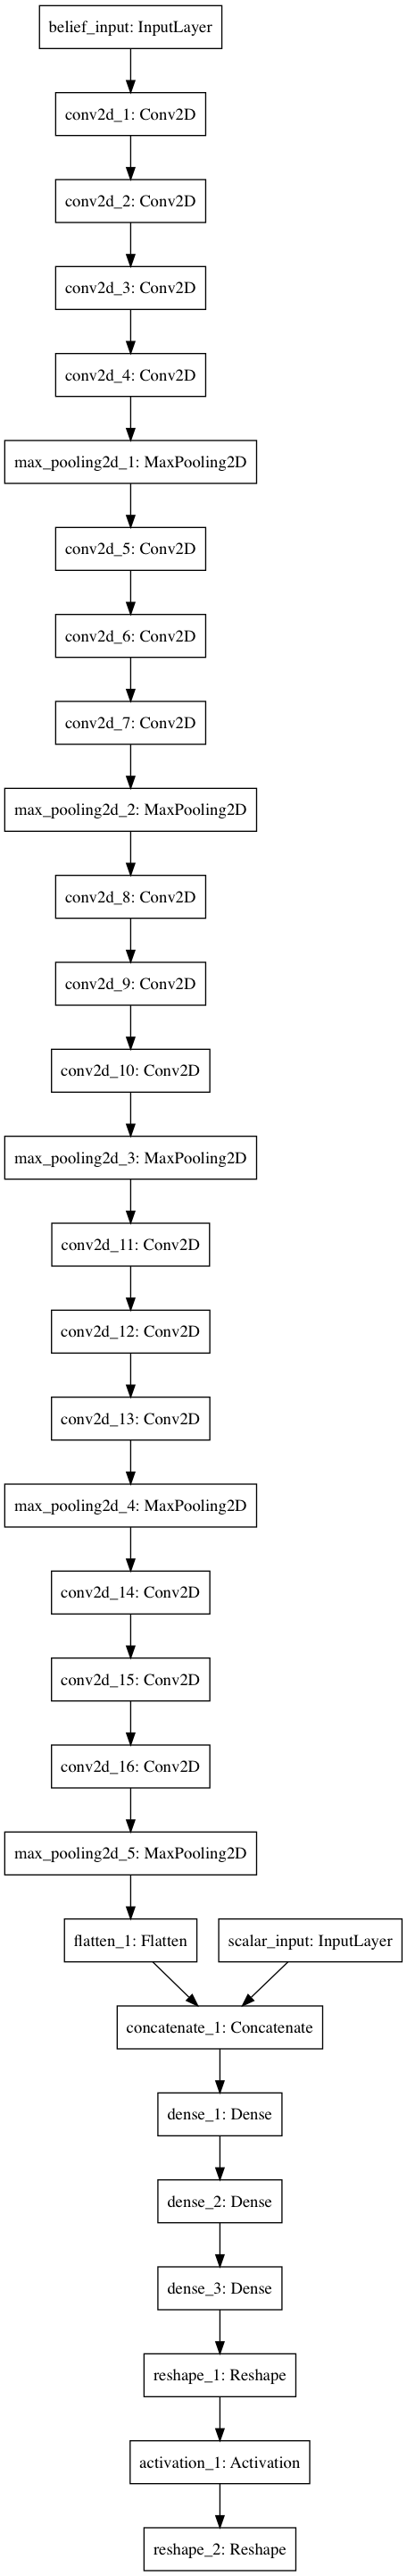 belief_input: InputLayer
conv2d_1: Conv2D
conv2d_2: Conv2D
conv2d_3: Conv2D
conv2d_4: Conv2D
max_pooling2d_1: MaxPooling2D
conv2d_5: Conv2D
conv2d_6: Conv2D
conv2d_7: Conv2D
max_pooling2d_2: MaxPooling2D
conv2d_8: Conv2D
conv2d_9: Conv2D
conv2d_10: Conv2D
max_pooling2d_3: MaxPooling2D
conv2d_11: Conv2D
conv2d_12: Conv2D
conv2d_13: Conv2D
max_pooling2d_4: MaxPooling2D
conv2d_14: Conv2D
conv2d_15: Conv2D
conv2d_16: Conv2D
max_pooling2d_5: MaxPooling2D
flatten_1: Flatten
scalar_input: InputLayer
concatenate_1: Concatenate
dense_1: Dense
dense_2: Dense
dense_3: Dense
reshape_1: Reshape
activation_1: Activation
reshape_2: Reshape